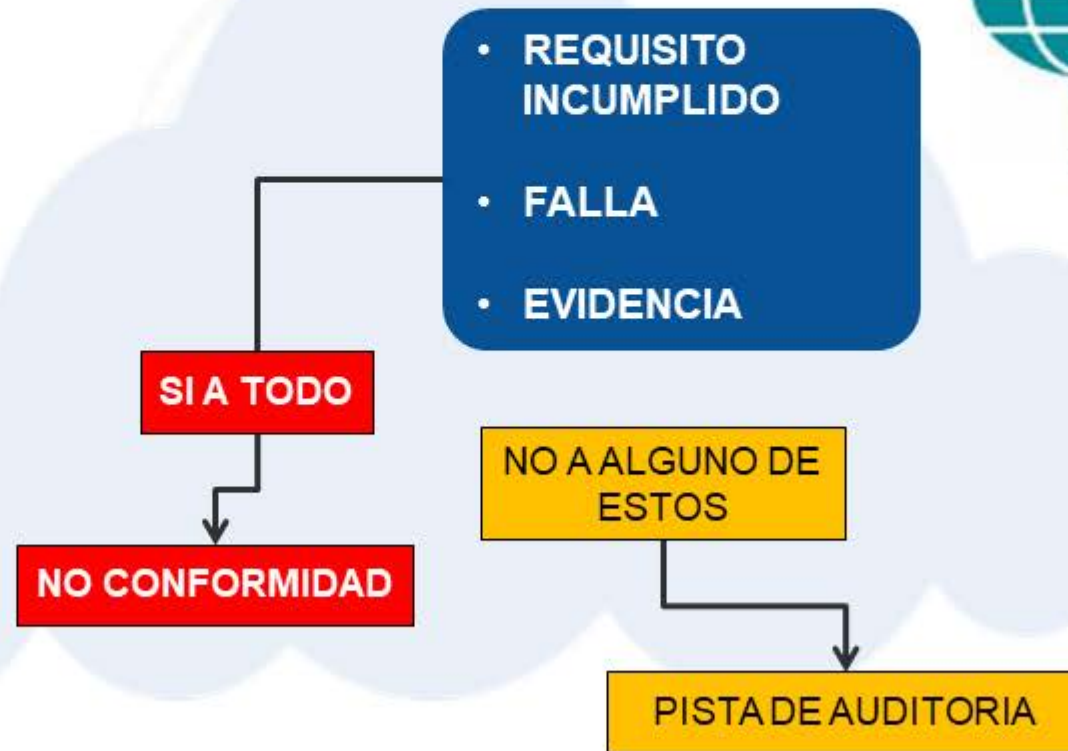 • REQUISITO
INCUMPLIDO
• FALLA
• EVIDENCIA
SI A TODO
NO A ALGUNO DE
ESTOS
NO CONFORMIDAD
PISTA DE AUDITORIA